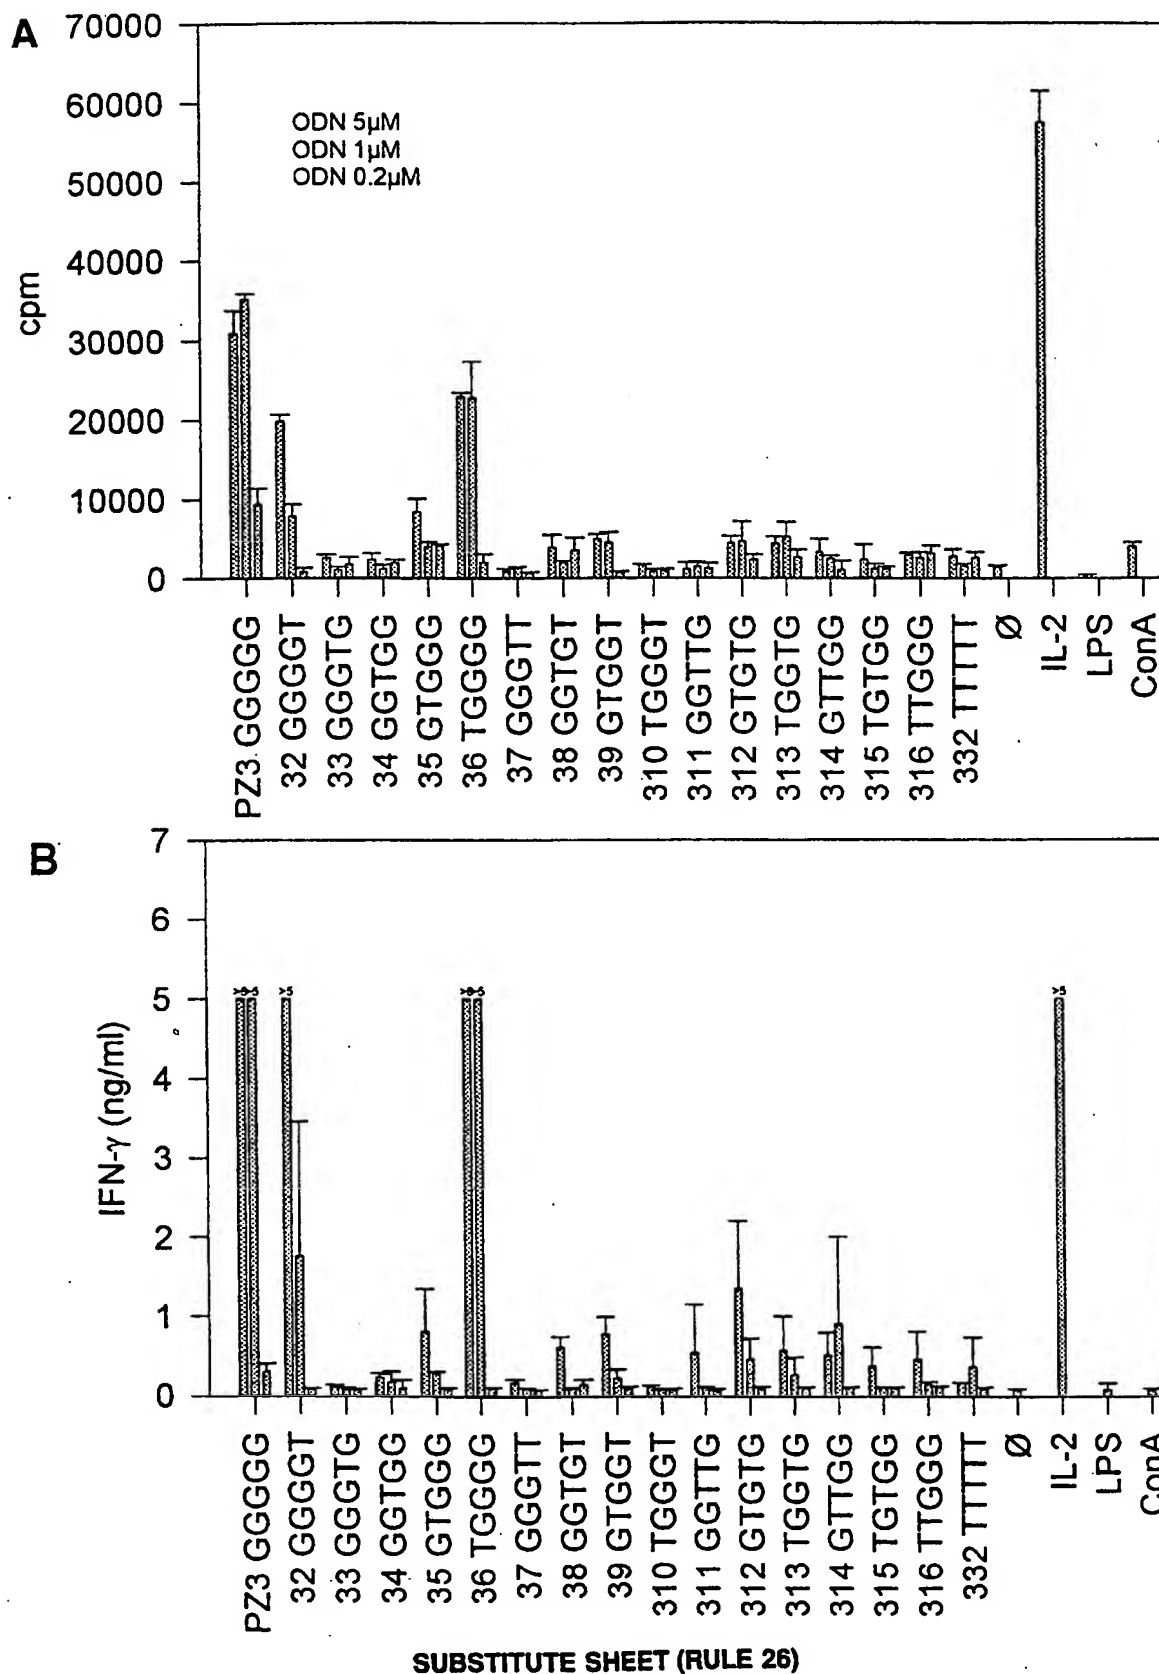 A
70000
60000
50000
40000
30000
20000
10000
0
cpm
ODN 5µM
ODN 1µM
ODN 0.2µM
PZ3 GGGGG
32 GGGGT
33 GGGTG
34 GGTGG
35 GTGGG
36 TGGGG
37 GGGTT
38 GGTGT
39 GTGGT
310 TGGGT
311 GGTTG
312 GTGTG
313 TGGTG
314 GTTGG
315 TGTGG
316 TTGGG
332 TTTTT
Ø
IL-2
LPS
ConA
B
7
6
5
4
3
2
1
0
IFN-γ (ng/ml)
>5
>5
>5
>5
>5
>5
PZ3 GGGGG
32 GGGGT
33 GGGTG
34 GGTGG
35 GTGGG
36 TGGGG
37 GGGTT
38 GGTGT
39 GTGGT
310 TGGGT
311 GGTTG
312 GTGTG
313 TGGTG
314 GTTGG
315 TGTGG
316 TTGGG
332 TTTTT
Ø
IL-2
LPS
ConA
SUBSTITUTE SHEET (RULE 26)